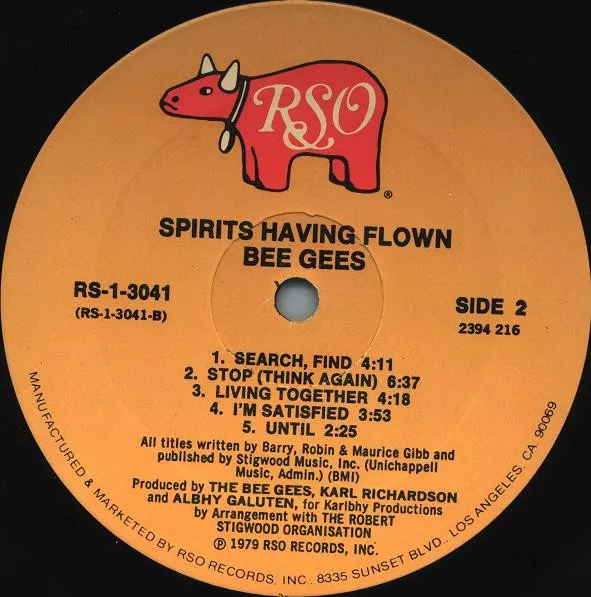 RSO
®
SPIRITS HAVING FLOWN
BEE GEES
RS-1-3041
(RS-1-3041-B)
SIDE 2
2394 216
1. SEARCH, FIND 4:11
2. STOP (THINK AGAIN) 6:37
3. LIVING TOGETHER 4:18
4. I'M SATISFIED 3:53
5. UNTIL 2:25
All titles written by Barry, Robin & Maurice Gibb and
published by Stigwood Music, Inc. (Unichappell
Music, Admin.) (BMI)
Produced by THE BEE GEES, KARL RICHARDSON
and ALBHY GALUTEN, for Karlbhy Productions
by Arrangement with THE ROBERT
STIGWOOD ORGANISATION
℗ 1979 RSO RECORDS, INC.
MANUFACTURED & MARKETED BY RSO RECORDS, INC., 8335 SUNSET BLVD., LOS ANGELES, CA. 90069